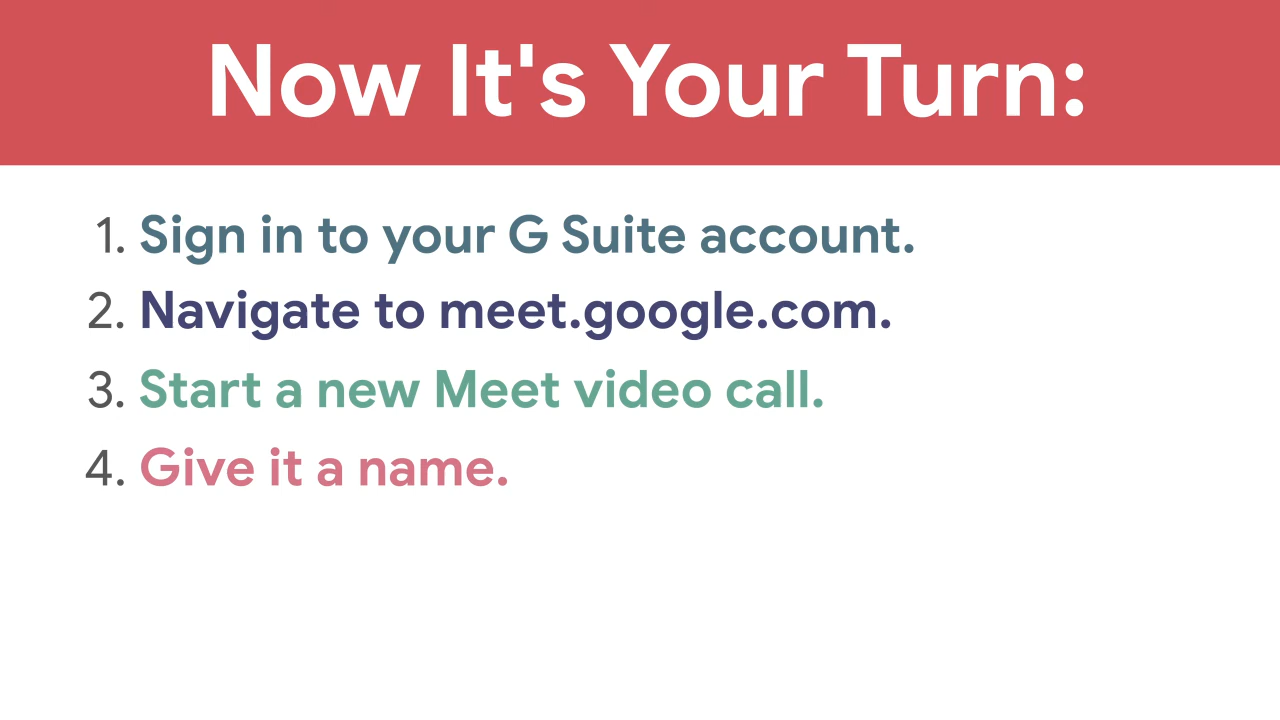 Now It's Your Turn:
1. Sign in to your G Suite account.
2. Navigate to meet.google.com.
3. Start a new Meet video call.
4. Give it a name.